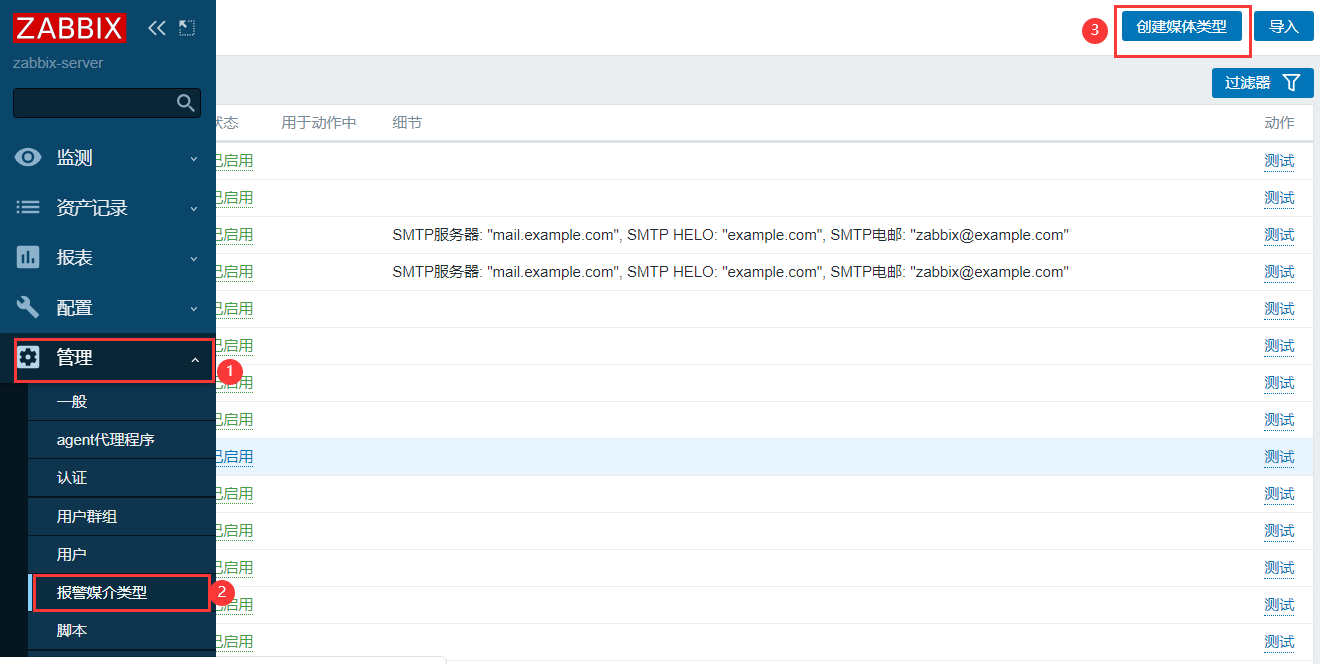 ZABBIX
zabbix-server
监测
资产记录
报表
配置
管理
1
一般
agent代理程序
认证
用户群组
用户
报警媒介类型
2
脚本
3
创建媒体类型
导入
过滤器
状态 用于动作中 细节 动作
已启用 测试
已启用 测试
已启用 SMTP服务器: "mail.example.com", SMTP HELO: "example.com", SMTP电邮: "zabbix@example.com" 测试
已启用 SMTP服务器: "mail.example.com", SMTP HELO: "example.com", SMTP电邮: "zabbix@example.com" 测试
已启用 测试
已启用 测试
已启用 测试
已启用 测试
已启用 测试
已启用 测试
已启用 测试
已启用 测试
已启用 测试
已启用 测试